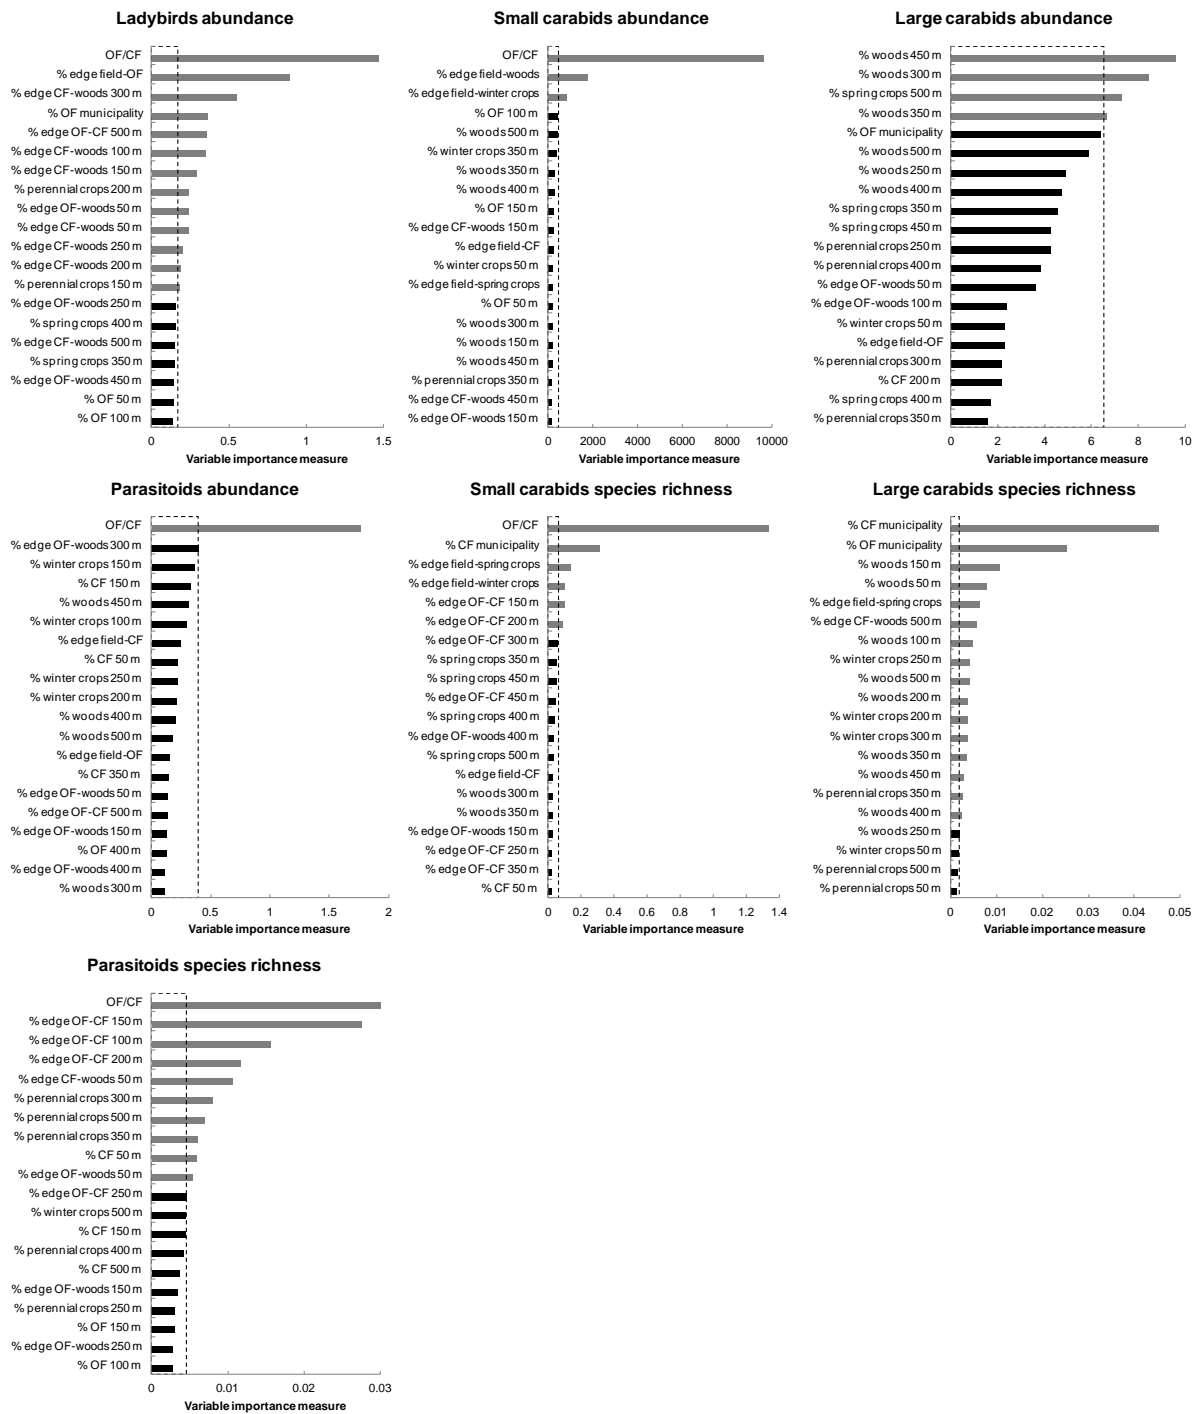 Ladybirds abundance
OF/CF
% edge field-OF
% edge CF-woods 300 m
% OF municipality
% edge OF-CF 500 m
% edge CF-woods 100 m
% edge CF-woods 150 m
% perennial crops 200 m
% edge OF-woods 50 m
% edge CF-woods 50 m
% edge CF-woods 250 m
% edge CF-woods 200 m
% perennial crops 150 m
% edge OF-woods 250 m
% spring crops 400 m
% edge CF-woods 500 m
% spring crops 350 m
% edge OF-woods 450 m
% OF 50 m
% OF 100 m
0 0.5 1 1.5
Variable importance measure
Small carabids abundance
OF/CF
% edge field-woods
% edge field-winter crops
% OF 100 m
% woods 500 m
% winter crops 350 m
% woods 350 m
% woods 400 m
% OF 150 m
% edge CF-woods 150 m
% edge field-CF
% winter crops 50 m
% edge field-spring crops
% OF 50 m
% woods 300 m
% woods 150 m
% woods 450 m
% perennial crops 350 m
% edge CF-woods 450 m
% edge OF-woods 150 m
0 2000 4000 6000 8000 10000
Variable importance measure
Large carabids abundance
% woods 450 m
% woods 300 m
% spring crops 500 m
% woods 350 m
% OF municipality
% woods 500 m
% woods 250 m
% woods 400 m
% spring crops 350 m
% spring crops 450 m
% perennial crops 250 m
% perennial crops 400 m
% edge OF-woods 50 m
% edge OF-woods 100 m
% winter crops 50 m
% edge field-OF
% perennial crops 300 m
% CF 200 m
% spring crops 400 m
% perennial crops 350 m
0 2 4 6 8 10
Variable importance measure
Parasitoids abundance
OF/CF
% edge OF-woods 300 m
% winter crops 150 m
% CF 150 m
% woods 450 m
% winter crops 100 m
% edge field-CF
% CF 50 m
% winter crops 250 m
% winter crops 200 m
% woods 400 m
% woods 500 m
% edge field-OF
% CF 350 m
% edge OF-woods 50 m
% edge OF-CF 500 m
% edge OF-woods 150 m
% OF 400 m
% edge OF-woods 400 m
% woods 300 m
0 0.5 1 1.5 2
Variable importance measure
Small carabids species richness
OF/CF
% CF municipality
% edge field-spring crops
% edge field-winter crops
% edge OF-CF 150 m
% edge OF-CF 200 m
% edge OF-CF 300 m
% spring crops 350 m
% spring crops 450 m
% edge OF-CF 450 m
% spring crops 400 m
% edge OF-woods 400 m
% spring crops 500 m
% edge field-CF
% woods 300 m
% woods 350 m
% edge OF-woods 150 m
% edge OF-CF 250 m
% edge OF-CF 350 m
% CF 50 m
0 0.2 0.4 0.6 0.8 1 1.2 1.4
Variable importance measure
Large carabids species richness
% CF municipality
% OF municipality
% woods 150 m
% woods 50 m
% edge field-spring crops
% edge CF-woods 500 m
% woods 100 m
% winter crops 250 m
% woods 500 m
% woods 200 m
% winter crops 200 m
% winter crops 300 m
% woods 350 m
% woods 450 m
% perennial crops 350 m
% woods 400 m
% woods 250 m
% winter crops 50 m
% perennial crops 500 m
% perennial crops 50 m
0 0.01 0.02 0.03 0.04 0.05
Variable importance measure
Parasitoids species richness
OF/CF
% edge OF-CF 150 m
% edge OF-CF 100 m
% edge OF-CF 200 m
% edge CF-woods 50 m
% perennial crops 300 m
% perennial crops 500 m
% perennial crops 350 m
% CF 50 m
% edge OF-woods 50 m
% edge OF-CF 250 m
% winter crops 500 m
% CF 150 m
% perennial crops 400 m
% CF 500 m
% edge OF-woods 150 m
% perennial crops 250 m
% OF 150 m
% edge OF-woods 250 m
% OF 100 m
0 0.01 0.02 0.03
Variable importance measure